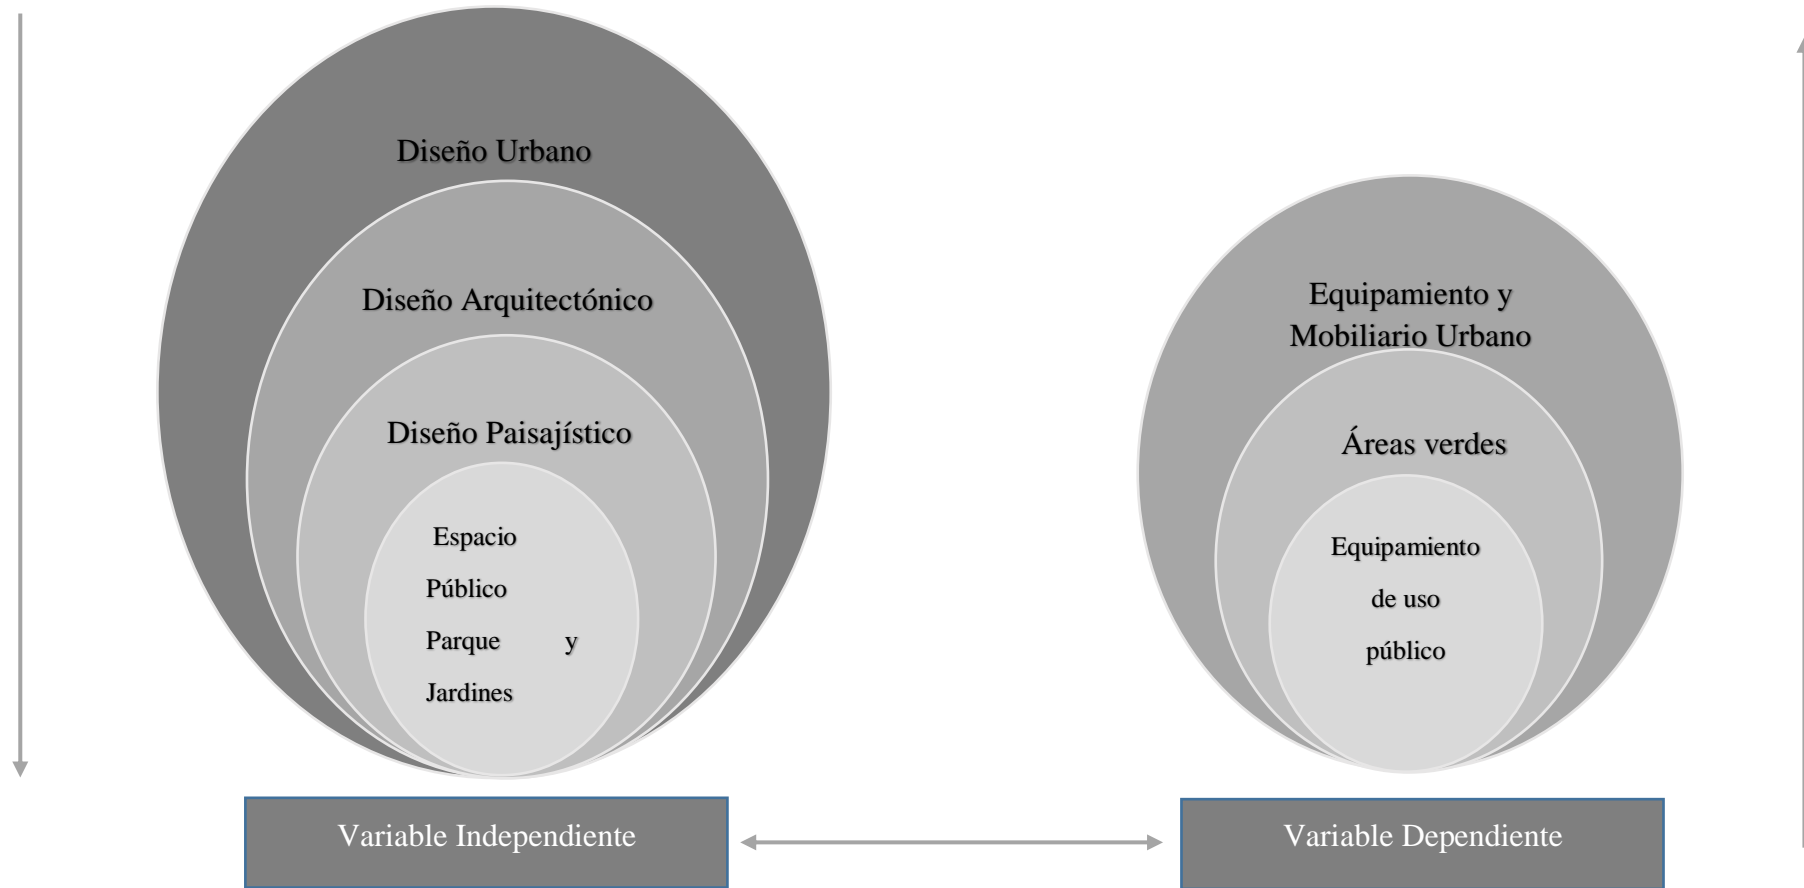 Diseño Urbano
Diseño Arquitectónico
Diseño Paisajístico
Espacio
Público
Parque y
Jardines
Variable Independiente
Equipamiento y
Mobiliario Urbano
Áreas verdes
Equipamiento
de uso
público
Variable Dependiente